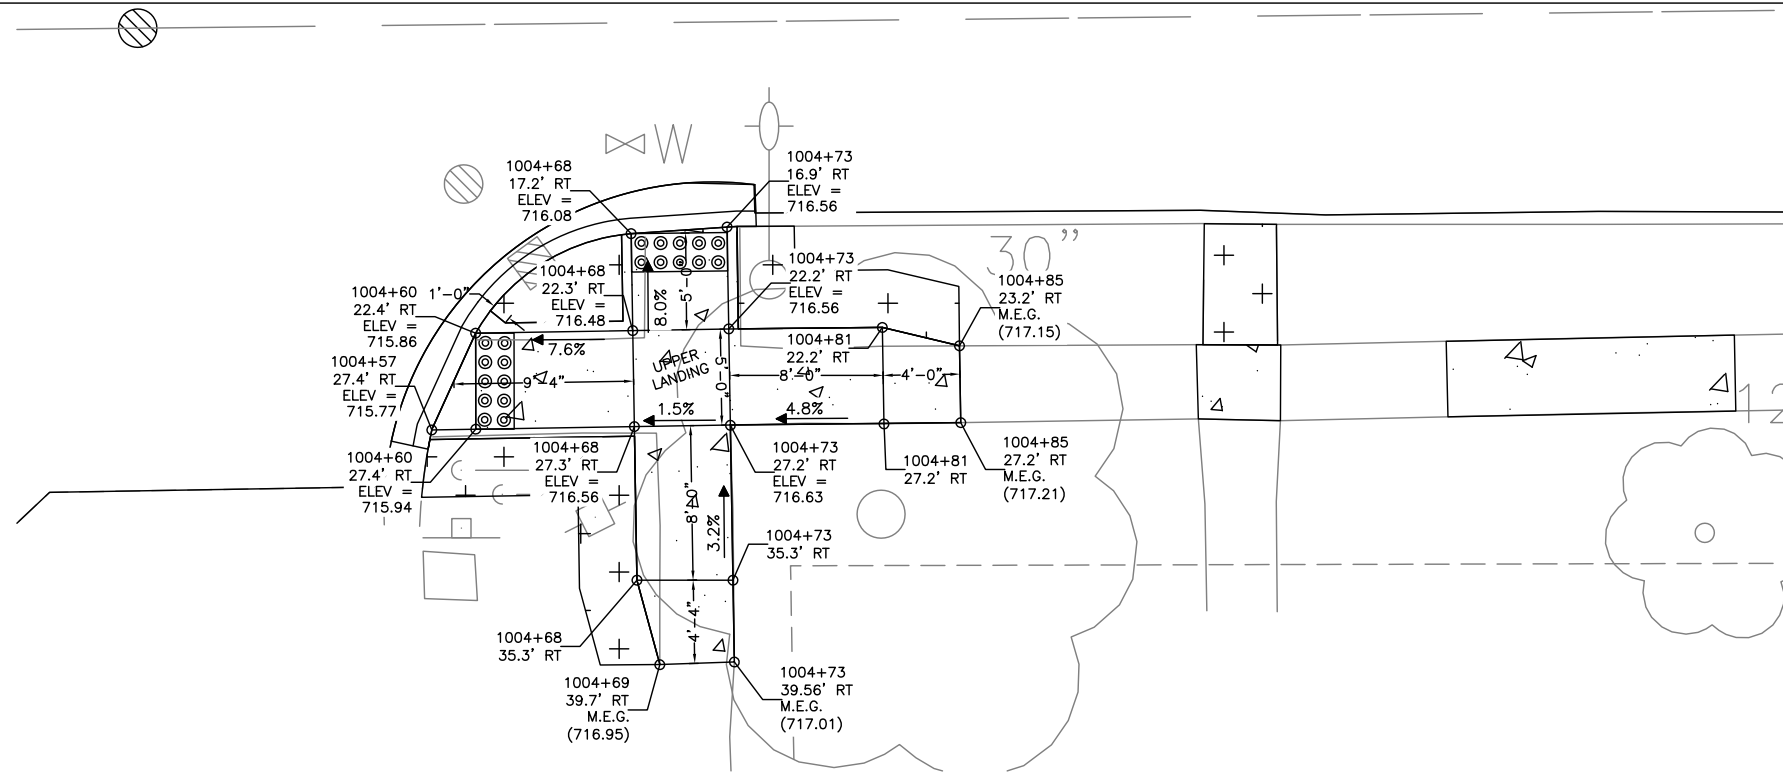 W
1004+68
17.2' RT
ELEV =
716.08
1004+73
16.9' RT
ELEV =
716.56
30”
1004+68
22.3' RT
ELEV =
716.48
1004+73
22.2' RT
ELEV =
716.56
1004+85
23.2' RT
M.E.G.
(717.15)
1004+60
22.4' RT
ELEV =
715.86
1'-0"
8.0%
5'-0"
7.6%
1004+81
22.2' RT
1004+57
27.4' RT
ELEV =
715.77
9'-4"
UPPER
LANDING
5'-0"
8'-0"
4'-0"
1.5%
4.8%
12
1004+60
27.4' RT
ELEV =
715.94
1004+68
27.3' RT
ELEV =
716.56
1004+73
27.2' RT
ELEV =
716.63
1004+81
27.2' RT
1004+85
27.2' RT
M.E.G.
(717.21)
8'-0"
3.2%
1004+73
35.3' RT
4'-4"
1004+68
35.3' RT
1004+69
39.7' RT
M.E.G.
(716.95)
1004+73
39.56' RT
M.E.G.
(717.01)